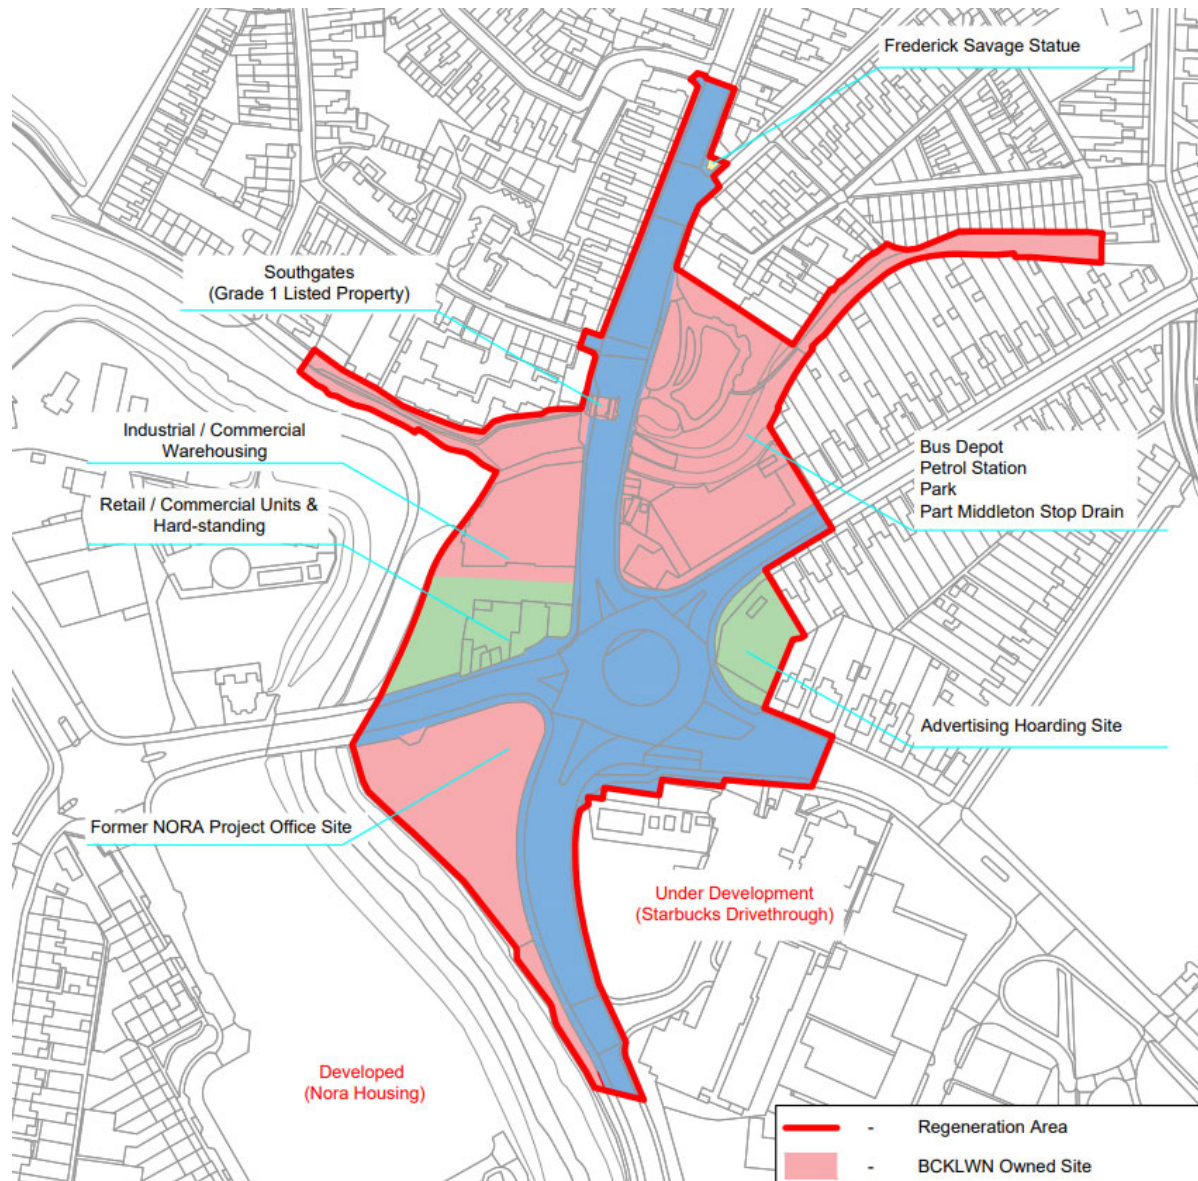 Frederick Savage Statue
Southgates
(Grade 1 Listed Property)
Industrial / Commercial
Warehousing
Retail / Commercial Units &
Hard-standing
Bus Depot
Petrol Station
Park
Part Middleton Stop Drain
Advertising Hoarding Site
Former NORA Project Office Site
Under Development
(Starbucks Drivethrough)
Developed
(Nora Housing)
- Regeneration Area
- BCKLWN Owned Site